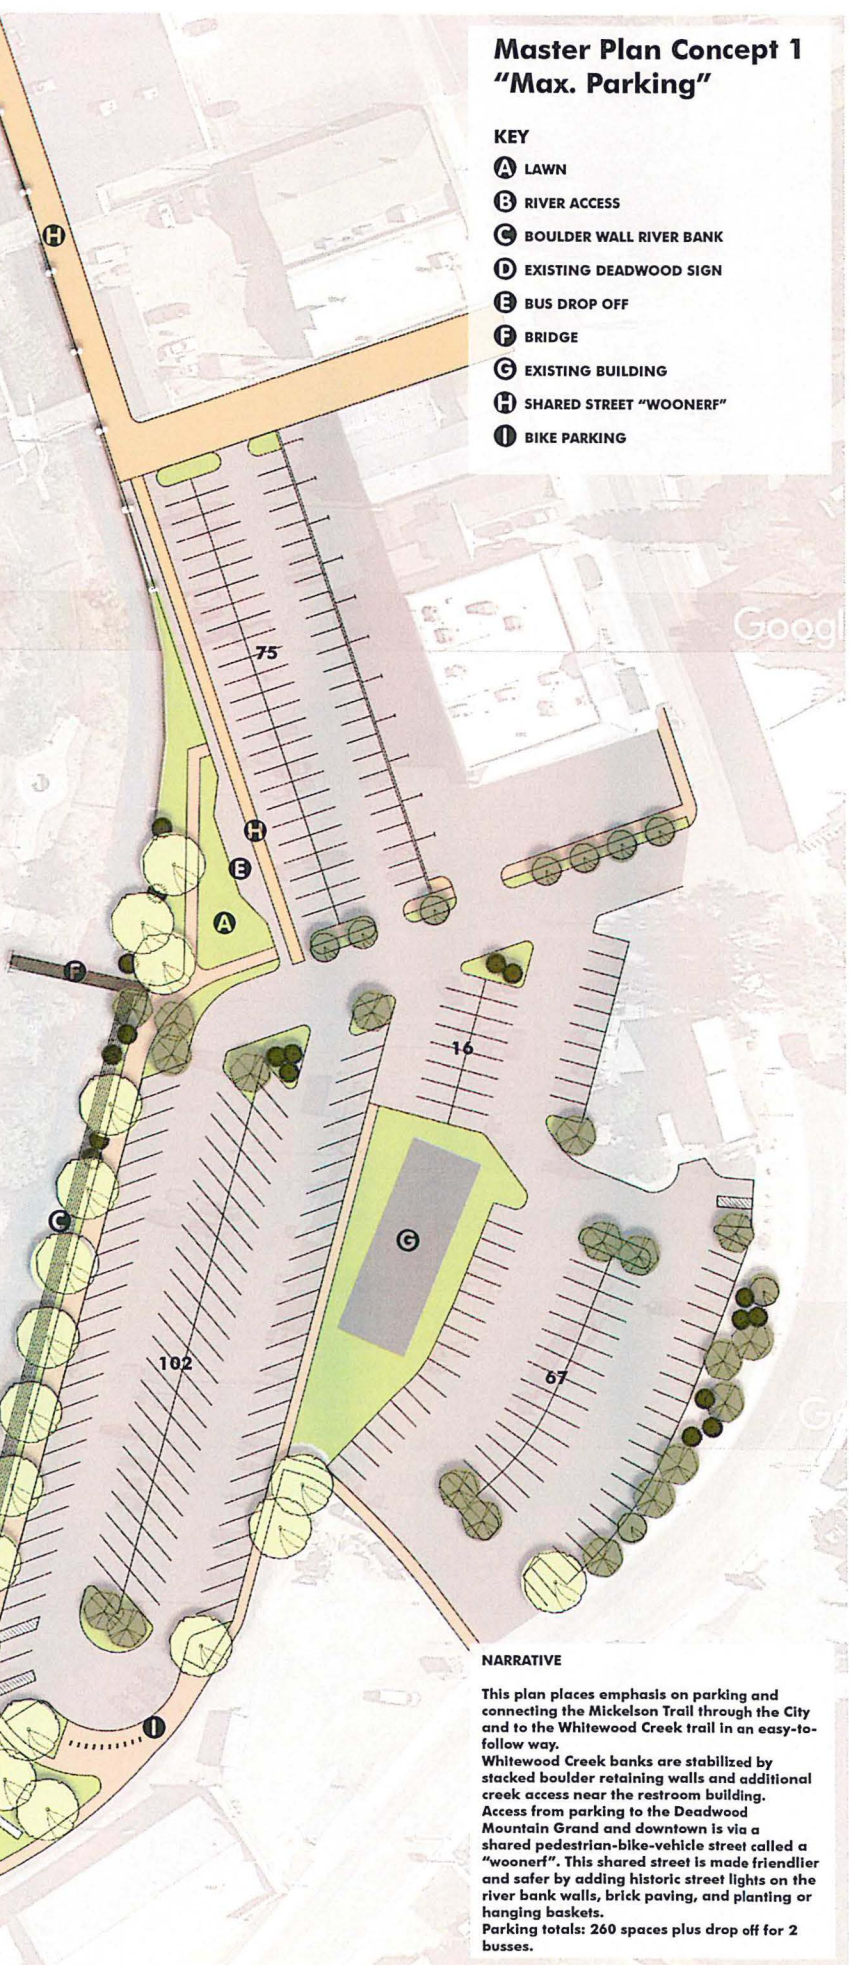 Master Plan Concept 1
“Max. Parking”
KEY
A LAWN
B RIVER ACCESS
C BOULDER WALL RIVER BANK
D EXISTING DEADWOOD SIGN
E BUS DROP OFF
F BRIDGE
G EXISTING BUILDING
H SHARED STREET “WOONERF”
I BIKE PARKING
H
Googl
75
H
E
A
F
16
C
G
102
67
G
I
NARRATIVE
This plan places emphasis on parking and
connecting the Mickelson Trail through the City
and to the Whitewood Creek trail in an easy-to-
follow way.
Whitewood Creek banks are stabilized by
stacked boulder retaining walls and additional
creek access near the restroom building.
Access from parking to the Deadwood
Mountain Grand and downtown is via a
shared pedestrian-bike-vehicle street called a
“woonerf”. This shared street is made friendlier
and safer by adding historic street lights on the
river bank walls, brick paving, and planting or
hanging baskets.
Parking totals: 260 spaces plus drop off for 2
busses.